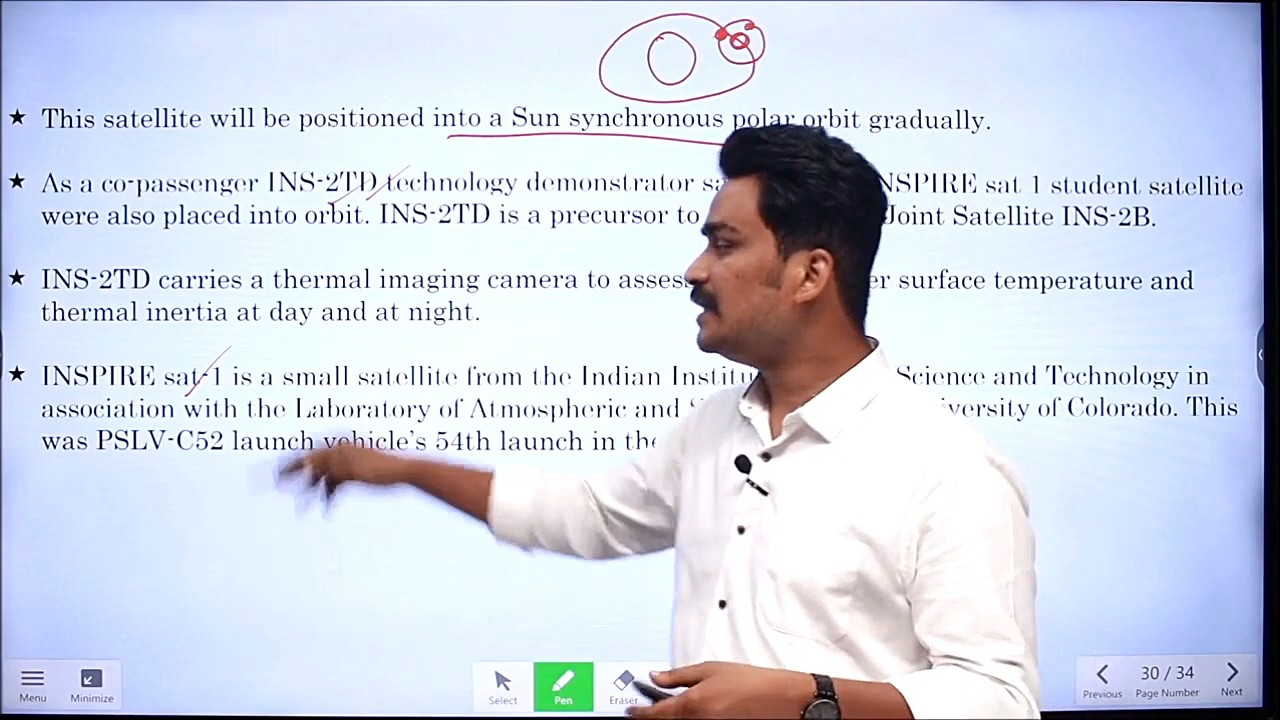 ★ This satellite will be positioned into a Sun synchronous polar orbit gradually.
★ As a co-passenger INS-2TD technology demonstrator NSPIRE sat 1 student satellite
were also placed into orbit. INS-2TD is a precursor to Joint Satellite INS-2B.
★ INS-2TD carries a thermal imaging camera to assess surface temperature and
thermal inertia at day and at night.
★ INSPIRE sat-1 is a small satellite from the Indian Science and Technology in
association with the Laboratory of Atmospheric and of Colorado. This
was PSLV-C52 launch vehicle's 54th launch in the
Menu
Minimize
Select
Pen
Eraser
Previous
30 / 34
Page Number
Next